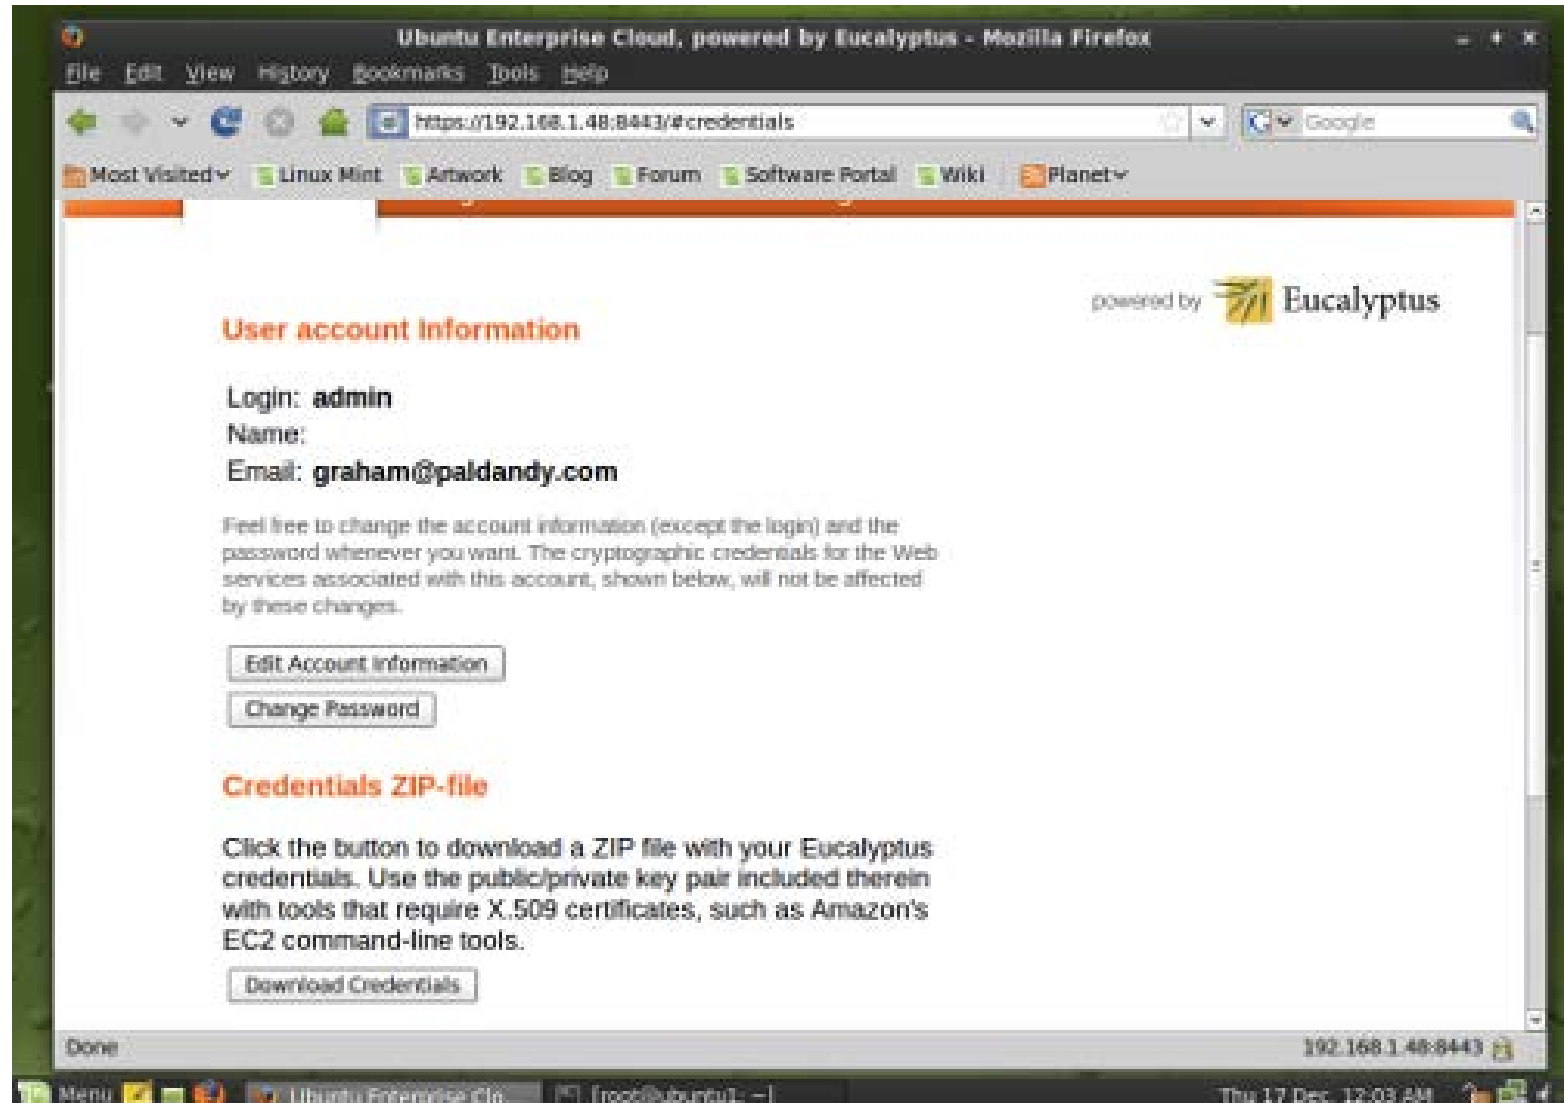 Ubuntu Enterprise Cloud, powered by Eucalyptus - Mozilla Firefox
File Edit View History Bookmarks Tools Help
https://192.168.1.48:8443/#credentials
Google
Most Visited Linux Mint Artwork Blog Forum Software Portal Wiki Planet
powered by Eucalyptus
User account Information
Login: admin
Name:
Email: graham@paldandy.com
Feel free to change the account information (except the login) and the
password whenever you want. The cryptographic credentials for the Web
services associated with this account, shown below, will not be affected
by these changes.
Edit Account Information
Change Password
Credentials ZIP-file
Click the button to download a ZIP file with your Eucalyptus
credentials. Use the public/private key pair included therein
with tools that require X.509 certificates, such as Amazon's
EC2 command-line tools.
Download Credentials
Done
192.168.1.48:8443
Menu Ubuntu Enterprise Clo... [root@ubuntu1: ~] Thu 17 Dec, 12:03 AM